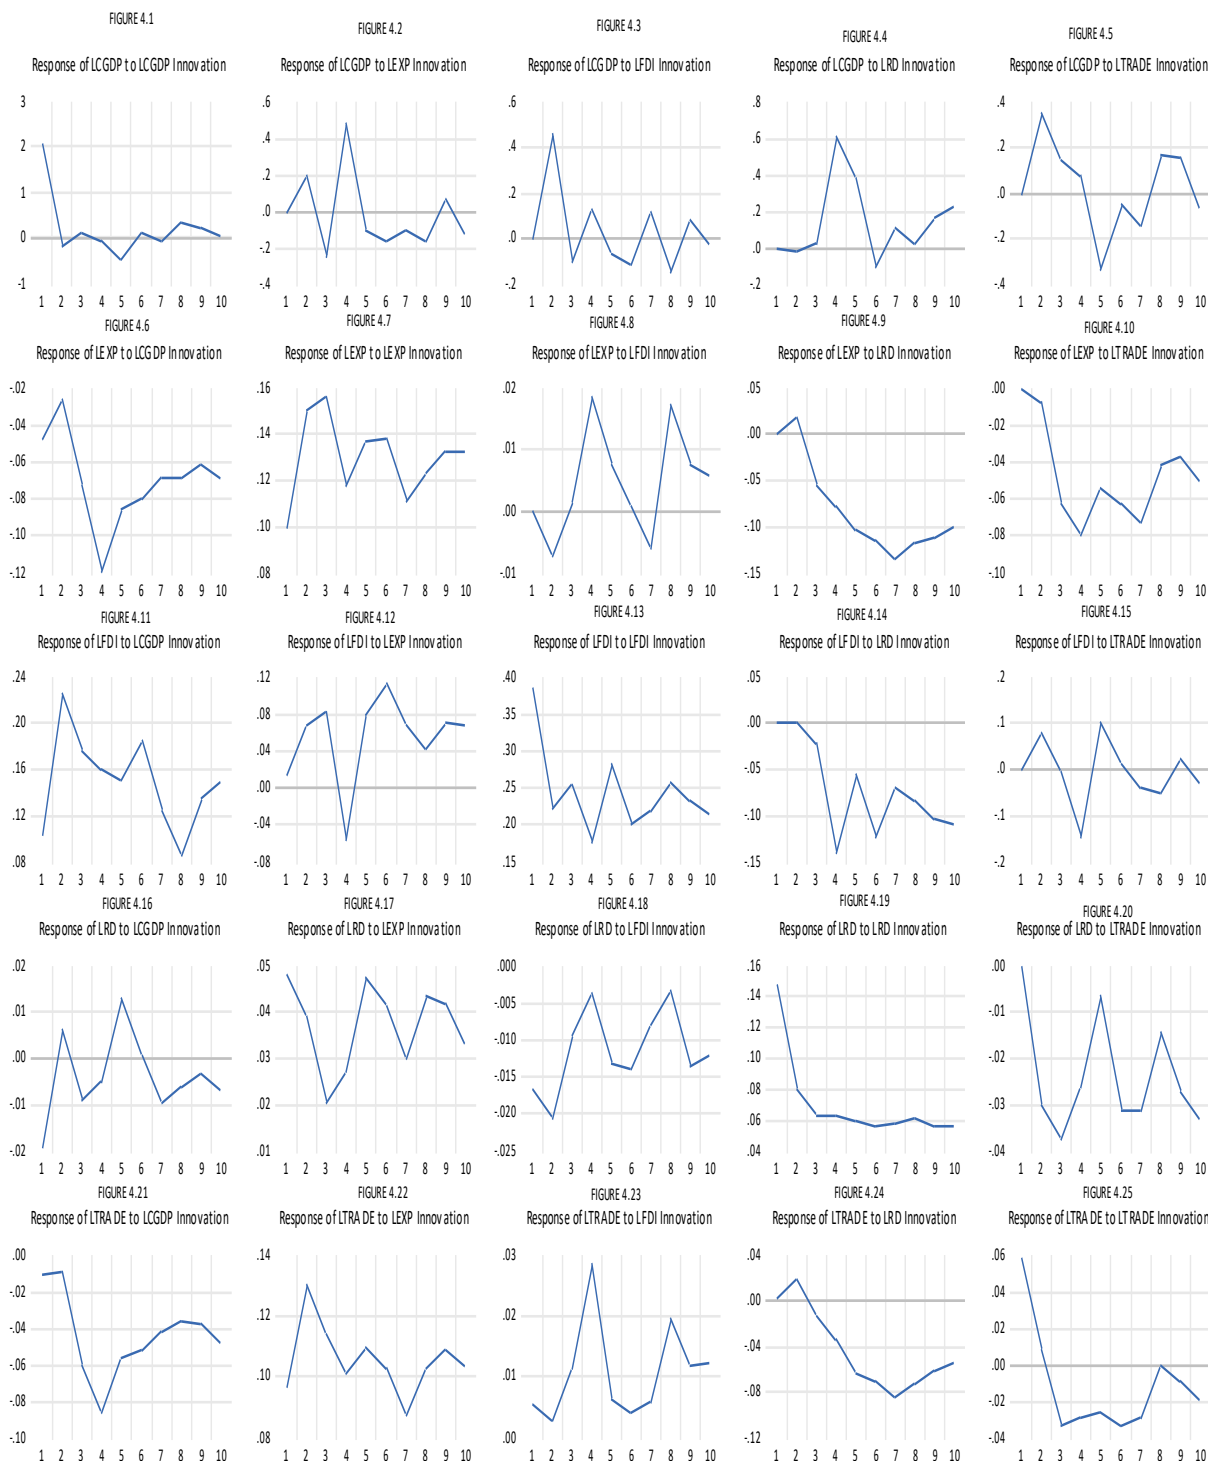 FIGURE 4.1
FIGURE 4.2
FIGURE 4.3
FIGURE 4.4
FIGURE 4.5
Response of LCGDP to LCGDP Innovation
Response of LCGDP to LEXP Innovation
Response of LCGDP to LFDI Innovation
Response of LCGDP to LRD Innovation
Response of LCGDP to LTRADE Innovation
3 2 1 0 -1
.6 .4 .2 .0 -.2 -.4
.6 .4 .2 .0 -.2
.8 .6 .4 .2 .0 -.2
.4 .2 .0 -.2 -.4
1 2 3 4 5 6 7 8 9 10
1 2 3 4 5 6 7 8 9 10
1 2 3 4 5 6 7 8 9 10
1 2 3 4 5 6 7 8 9 10
1 2 3 4 5 6 7 8 9 10
FIGURE 4.6
FIGURE 4.7
FIGURE 4.8
FIGURE 4.9
FIGURE 4.10
Response of LEXP to LCGDP Innovation
Response of LEXP to LEXP Innovation
Response of LEXP to LFDI Innovation
Response of LEXP to LRD Innovation
Response of LEXP to LTRADE Innovation
-.02 -.04 -.06 -.08 -.10 -.12
.16 .14 .12 .10 .08
.02 .01 .00 -.01
.05 .00 -.05 -.10 -.15
.00 -.02 -.04 -.06 -.08 -.10
1 2 3 4 5 6 7 8 9 10
1 2 3 4 5 6 7 8 9 10
1 2 3 4 5 6 7 8 9 10
1 2 3 4 5 6 7 8 9 10
1 2 3 4 5 6 7 8 9 10
FIGURE 4.11
FIGURE 4.12
FIGURE 4.13
FIGURE 4.14
FIGURE 4.15
Response of LFDI to LCGDP Innovation
Response of LFDI to LEXP Innovation
Response of LFDI to LFDI Innovation
Response of LFDI to LRD Innovation
Response of LFDI to LTRADE Innovation
.24 .20 .16 .12 .08
.12 .08 .04 .00 -.04 -.08
.40 .35 .30 .25 .20 .15
.05 .00 -.05 -.10 -.15
.2 .1 .0 -.1 -.2
1 2 3 4 5 6 7 8 9 10
1 2 3 4 5 6 7 8 9 10
1 2 3 4 5 6 7 8 9 10
1 2 3 4 5 6 7 8 9 10
1 2 3 4 5 6 7 8 9 10
FIGURE 4.16
FIGURE 4.17
FIGURE 4.18
FIGURE 4.19
FIGURE 4.20
Response of LRD to LCGDP Innovation
Response of LRD to LEXP Innovation
Response of LRD to LFDI Innovation
Response of LRD to LRD Innovation
Response of LRD to LTRADE Innovation
.02 .01 .00 -.01 -.02
.05 .04 .03 .02 .01
.000 -.005 -.010 -.015 -.020 -.025
.16 .14 .12 .10 .08 .06 .04
.00 -.01 -.02 -.03 -.04
1 2 3 4 5 6 7 8 9 10
1 2 3 4 5 6 7 8 9 10
1 2 3 4 5 6 7 8 9 10
1 2 3 4 5 6 7 8 9 10
1 2 3 4 5 6 7 8 9 10
FIGURE 4.21
FIGURE 4.22
FIGURE 4.23
FIGURE 4.24
FIGURE 4.25
Response of LTRADE to LCGDP Innovation
Response of LTRADE to LEXP Innovation
Response of LTRADE to LFDI Innovation
Response of LTRADE to LRD Innovation
Response of LTRADE to LTRADE Innovation
.00 -.02 -.04 -.06 -.08 -.10
.14 .12 .10 .08
.03 .02 .01 .00
.04 .00 -.04 -.08 -.12
.06 .04 .02 .00 -.02 -.04
1 2 3 4 5 6 7 8 9 10
1 2 3 4 5 6 7 8 9 10
1 2 3 4 5 6 7 8 9 10
1 2 3 4 5 6 7 8 9 10
1 2 3 4 5 6 7 8 9 10